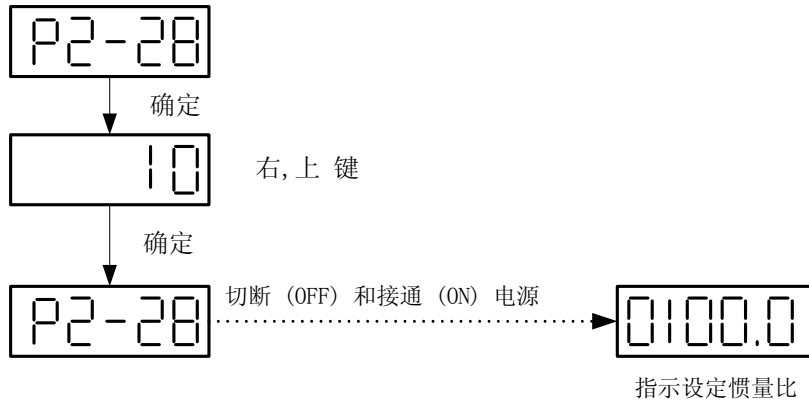 P2-28
确定
10
右,上 键
确定
P2-28
切断 (OFF) 和接通 (ON) 电源
0100.0
指示设定惯量比